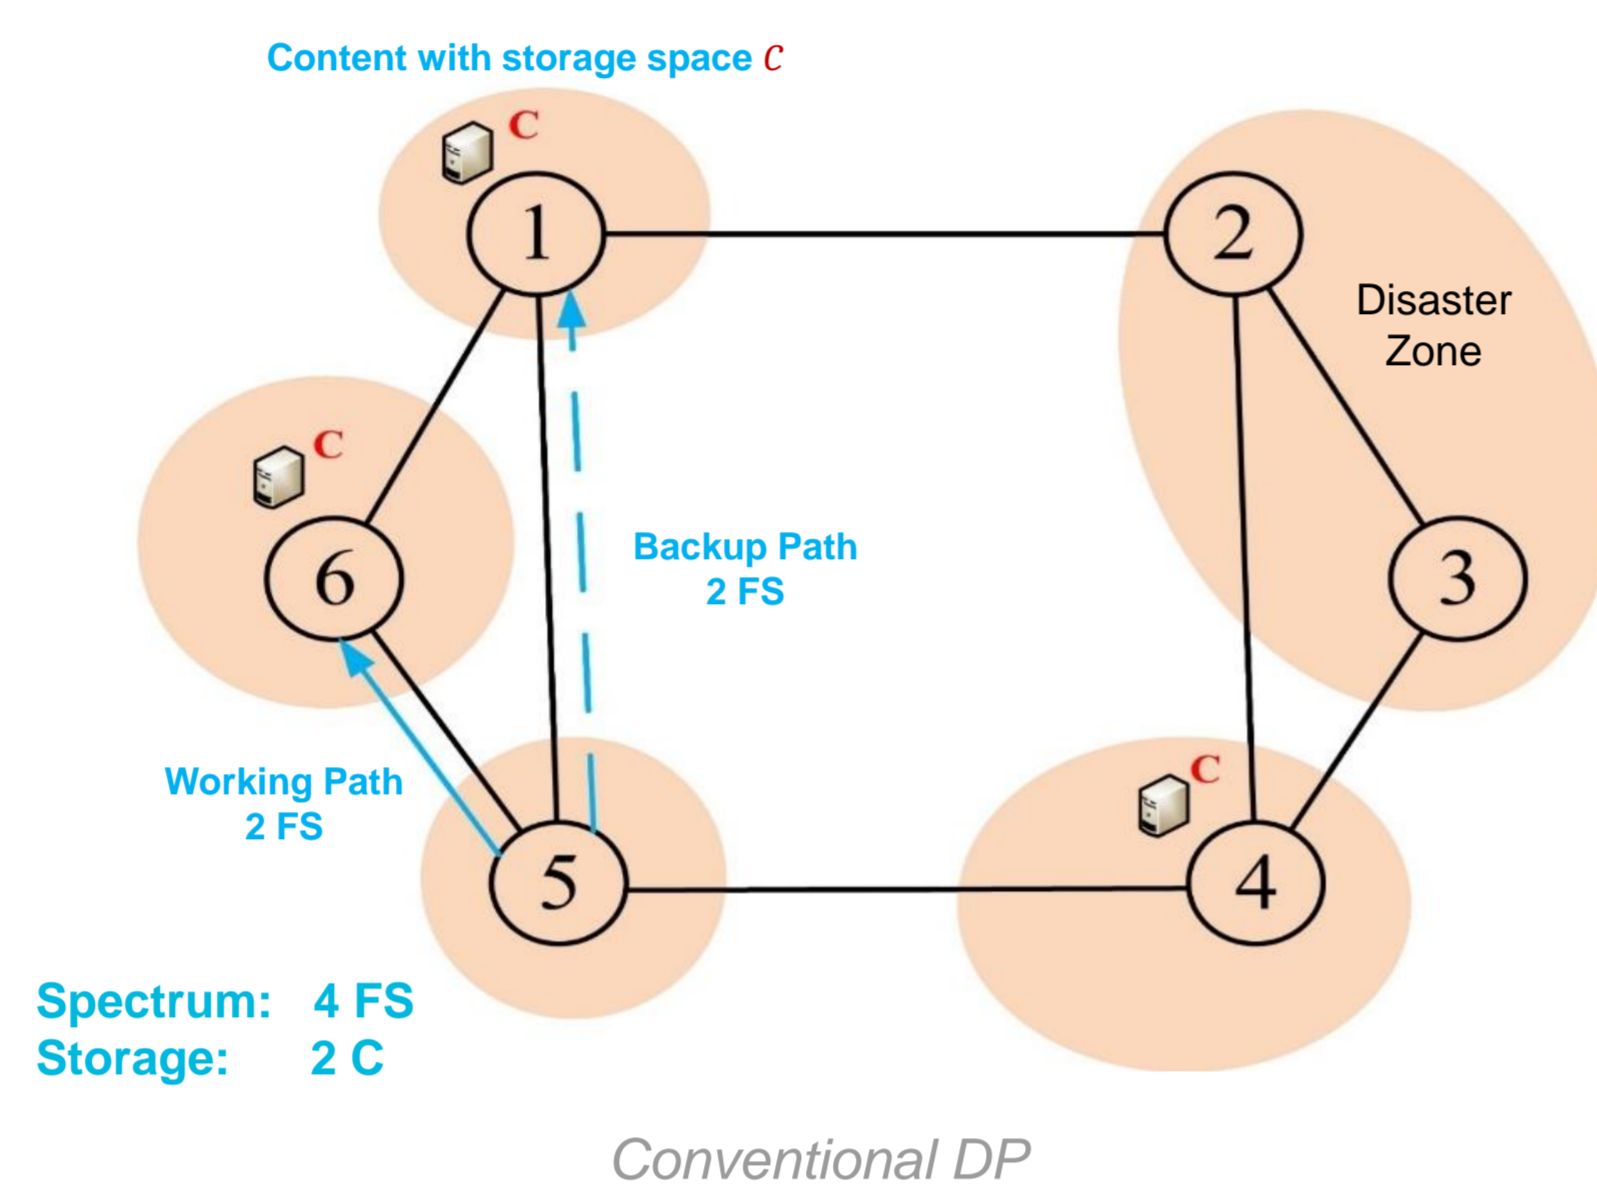 Content with storage space C
C
1
2
Disaster
Zone
C
6
3
Backup Path
2 FS
Working Path
2 FS
C
5
4
Spectrum: 4 FS
Storage: 2 C
Conventional DP